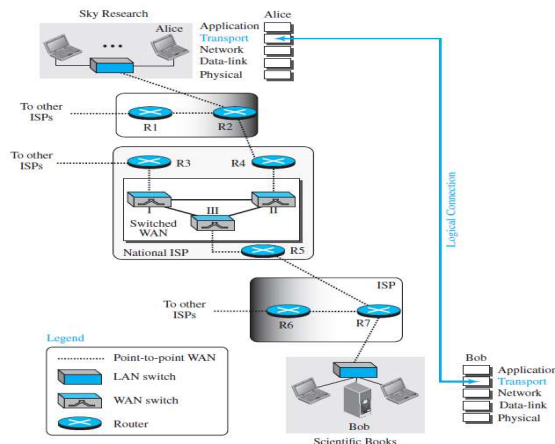 Sky Research
Alice
Alice
Application
Transport
Network
Data-link
Physical
To other
ISPs
R1
R2
To other
ISPs
R3
R4
I
III
II
Switched
WAN
National ISP
R5
Logical Connection
ISP
To other
ISPs
R6
R7
Legend
Point-to-point WAN
LAN switch
WAN switch
Router
Bob
Scientific Books
Bob
Application
Transport
Network
Data-link
Physical